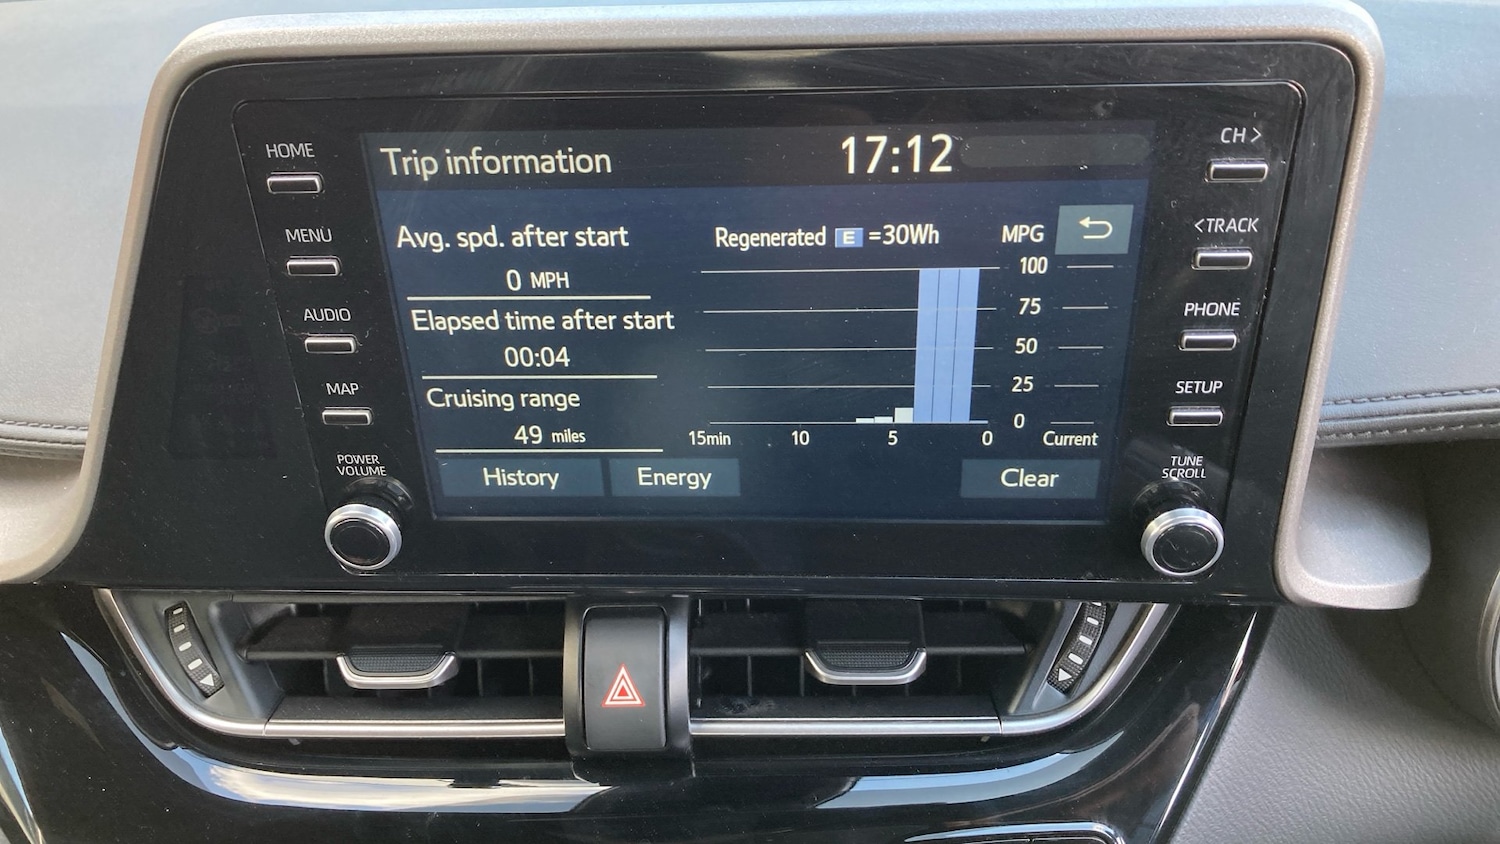 HOME
MENU
AUDIO
MAP
POWER
VOLUME
Trip information
17:12
Avg. spd. after start
0 MPH
Elapsed time after start
00:04
Cruising range
49 miles
Regenerated E =30Wh
MPG
100
75
50
25
0
15min 10 5 0 Current
History
Energy
Clear
CH >
< TRACK
PHONE
SETUP
TUNE
SCROLL